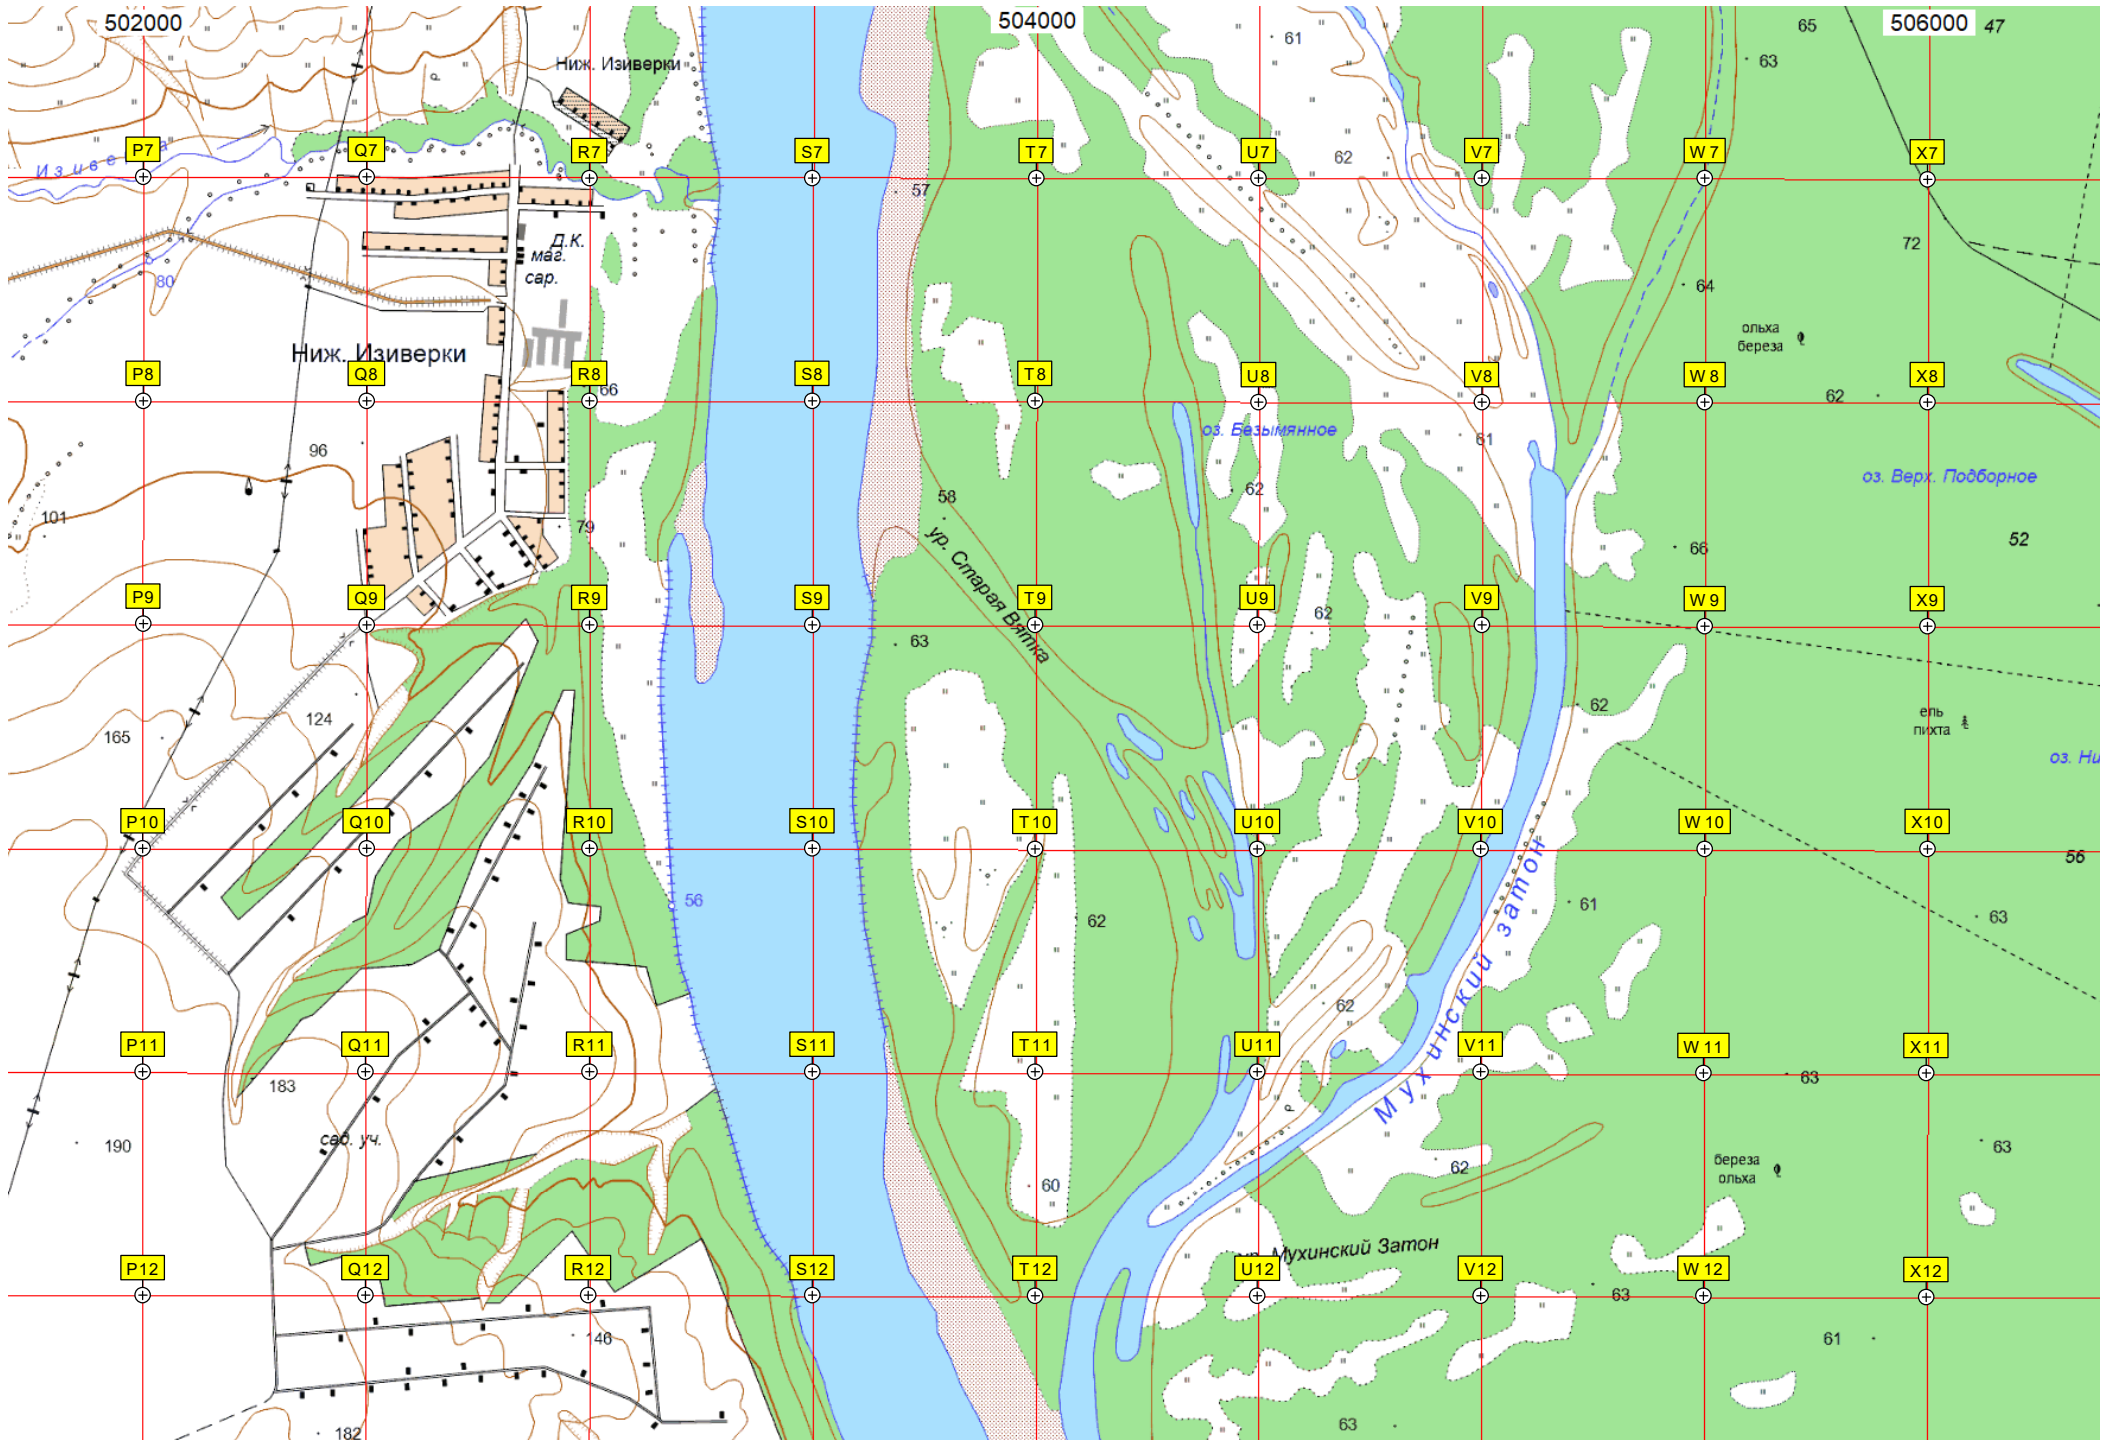 502000
504000
506000
47
65
61
63
Ниж. Изиверки
P7
Q7
R7
S7
T7
U7
62
V7
W7
X7
57
Д.К.
маг.
сар.
72
80
64
ольха
береза
Ниж. Изиверки
P8
Q8
R8
66
S8
T8
U8
V8
W8
X8
62
оз. Безымянное
61
96
оз. Верх. Подборное
62
58
101
79
ур. Старая Вятка
66
52
P9
Q9
R9
S9
T9
U9
62
V9
W9
X9
63
62
124
165
ель
пихта
оз. Ни
P10
Q10
R10
S10
T10
U10
V10
W10
X10
56
56
62
61
63
Мухинский затон
62
P11
Q11
R11
S11
T11
U11
V11
W11
X11
183
63
сад. уч.
190
63
62
береза
ольха
60
ур. Мухинский Затон
P12
Q12
R12
S12
T12
U12
V12
W12
X12
63
146
61
182
63